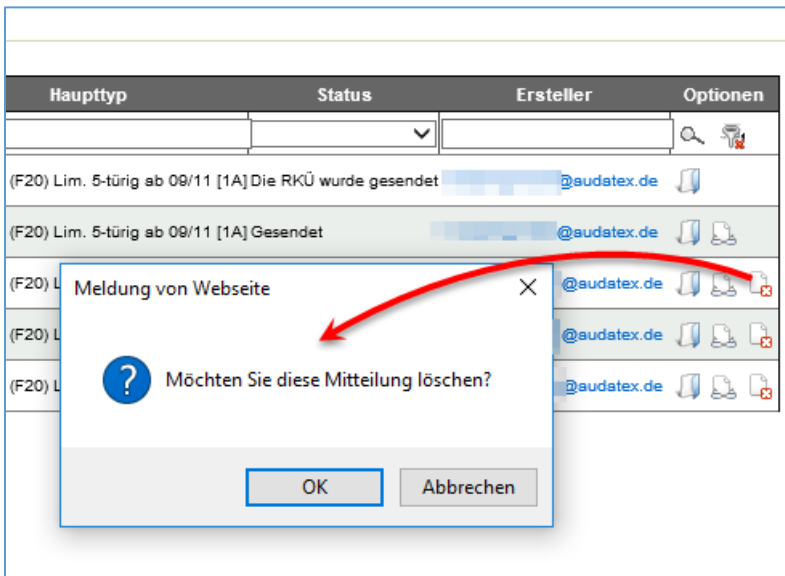 Haupttyp Status Ersteller Optionen
(F20) Lim. 5-türig ab 09/11 [1A] Die RKÜ wurde gesendet @audatex.de
(F20) Lim. 5-türig ab 09/11 [1A] Gesendet @audatex.de
(F20) L @audatex.de
Meldung von Webseite
(F20) L @audatex.de
Möchten Sie diese Mitteilung löschen?
(F20) L @audatex.de
OK Abbrechen